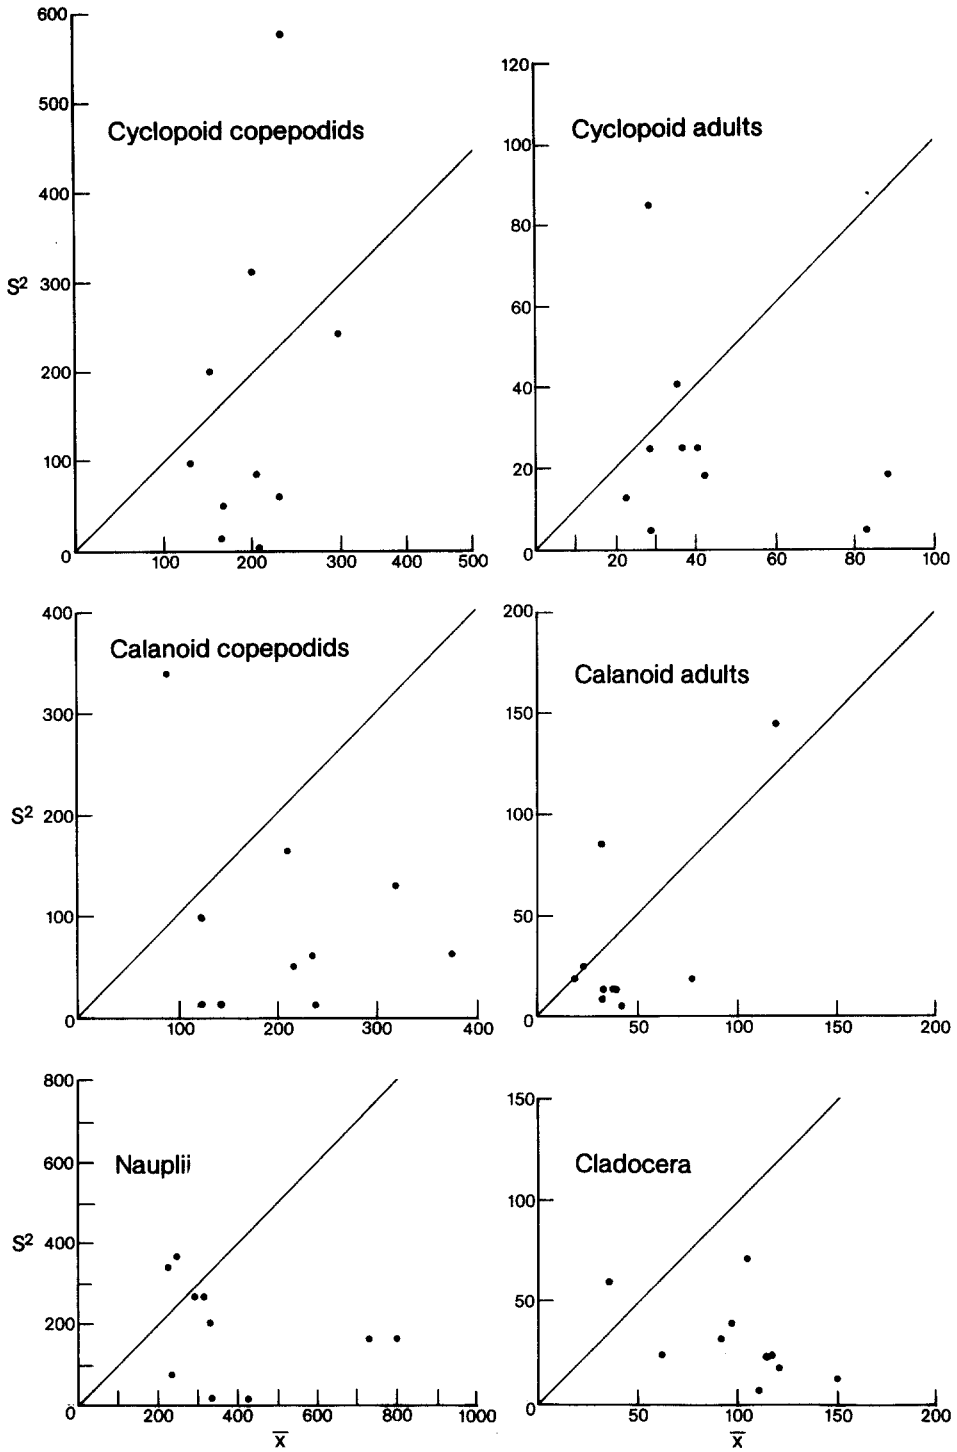 600
500
Cyclopoid copepodids
400
S² 300
200
100
0
100 200 300 400 500
120
Cyclopoid adults
100
80
60
40
20
0
20 40 60 80 100
400
Calanoid copepodids
300
S² 200
100
0
100 200 300 400
200
Calanoid adults
150
100
50
0
50 100 150 200
800
Nauplii
600
S² 400
200
0
200 400 600 800 1000
x̄
150
Cladocera
100
50
0
50 100 150 200
x̄